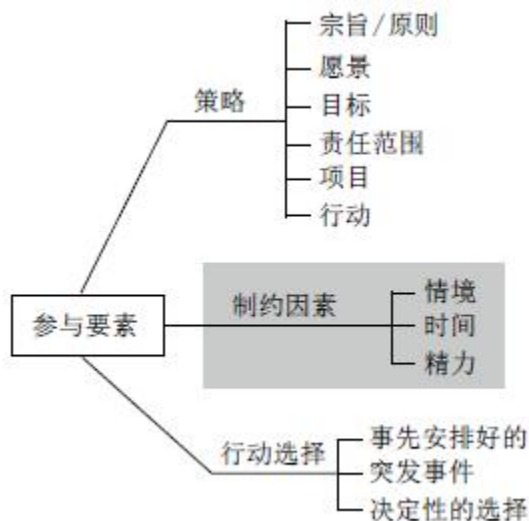 策略
宗旨/原则
愿景
目标
责任范围
项目
行动
参与要素
制约因素
情境
时间
精力
行动选择
事先安排好的
突发事件
决定性的选择